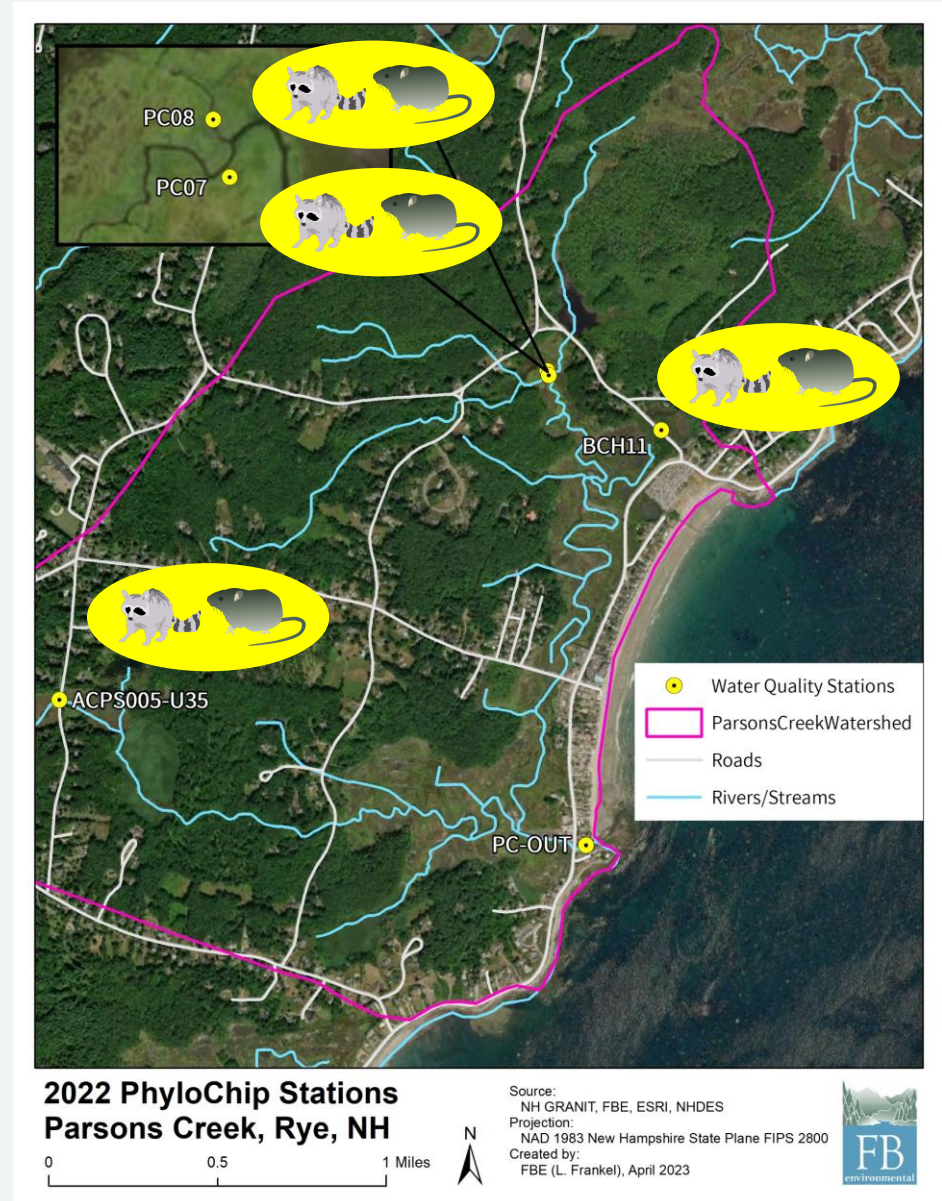 PC08
PC07
BCH11
ACPS005-U35
PC-OUT
Water Quality Stations
ParsonsCreekWatershed
Roads
Rivers/Streams
2022 PhyloChip Stations
Parsons Creek, Rye, NH
0 0.5 1 Miles
N
Source:
NH GRANIT, FBE, ESRI, NHDES
Projection:
NAD 1983 New Hampshire State Plane FIPS 2800
Created by:
FBE (L. Frankel), April 2023
FB
environmental